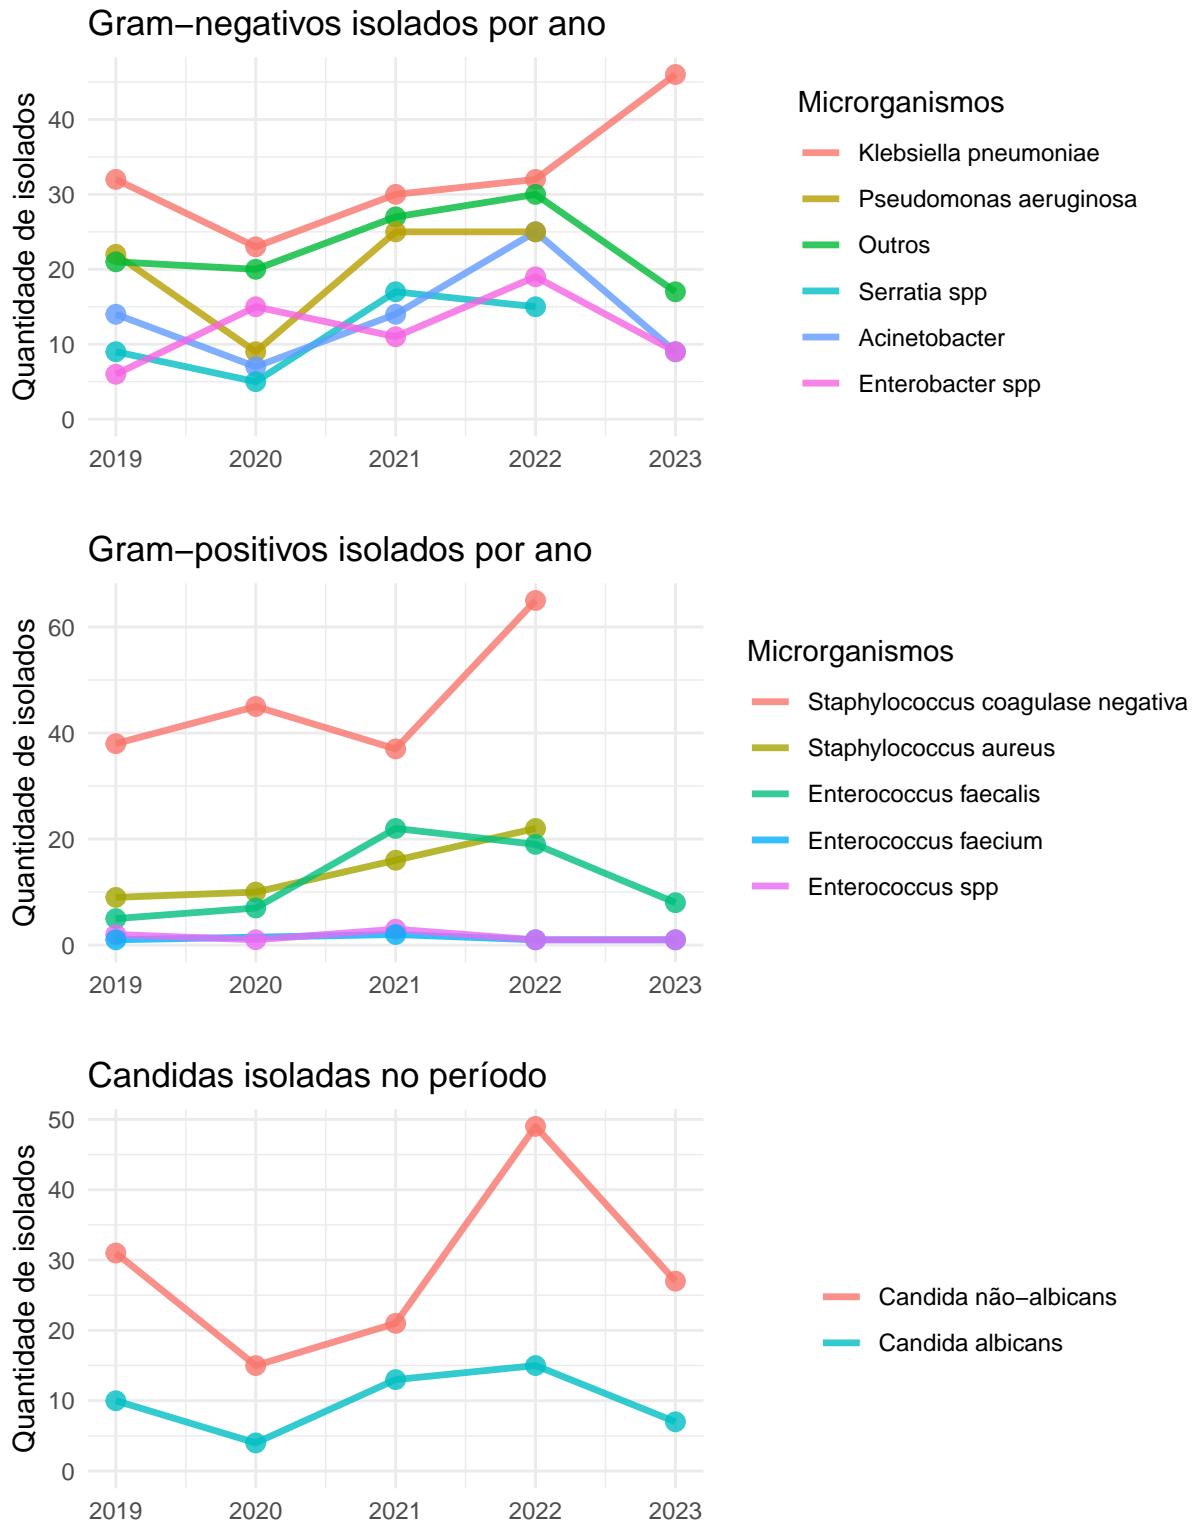 Gram−negativos isolados por ano
Quantidade de isolados
40
30
20
10
0
2019 2020 2021 2022 2023
Microrganismos
Klebsiella pneumoniae
Pseudomonas aeruginosa
Outros
Serratia spp
Acinetobacter
Enterobacter spp
Gram−positivos isolados por ano
Quantidade de isolados
60
40
20
0
2019 2020 2021 2022 2023
Microrganismos
Staphylococcus coagulase negativa
Staphylococcus aureus
Enterococcus faecalis
Enterococcus faecium
Enterococcus spp
Candidas isoladas no período
Quantidade de isolados
50
40
30
20
10
0
2019 2020 2021 2022 2023
Candida não−albicans
Candida albicans